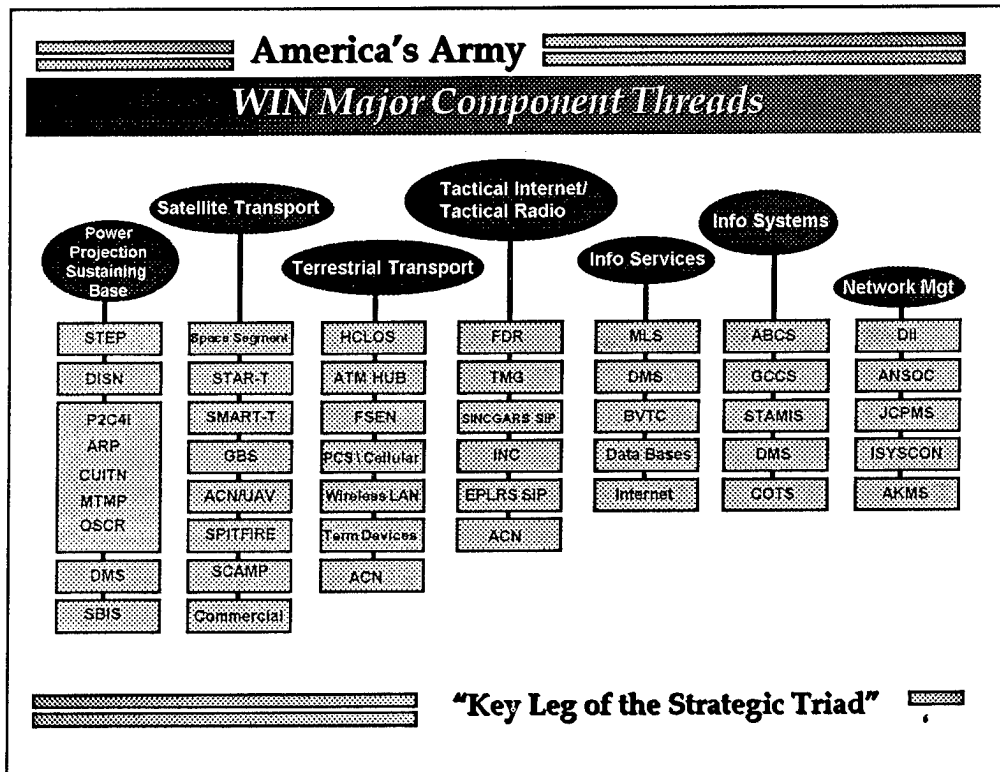 America's Army
WIN Major Component Threads
Power
Projection
Sustaining
Base
STEP
DISN
P2C4I
ARP
CUITN
MTMP
OSCR
DMS
SBIS
Satellite Transport
Space Segment
STAR-T
SMART-T
GBS
ACN/UAV
SPITFIRE
SCAMP
Commercial
Terrestrial Transport
HCLOS
ATM HUB
FSEN
PCS \ Cellular
Wireless LAN
Term Devices
ACN
Tactical Internet/
Tactical Radio
FDR
TMG
SINCGARS SIP
INC
EPLRS SIP
ACN
Info Services
MLS
DMS
BVTC
Data Bases
Internet
Info Systems
ABCS
GCCS
STAMIS
DMS
COTS
Network Mgt
DII
ANSOC
JCPMS
ISYSCON
AKMS
"Key Leg of the Strategic Triad"